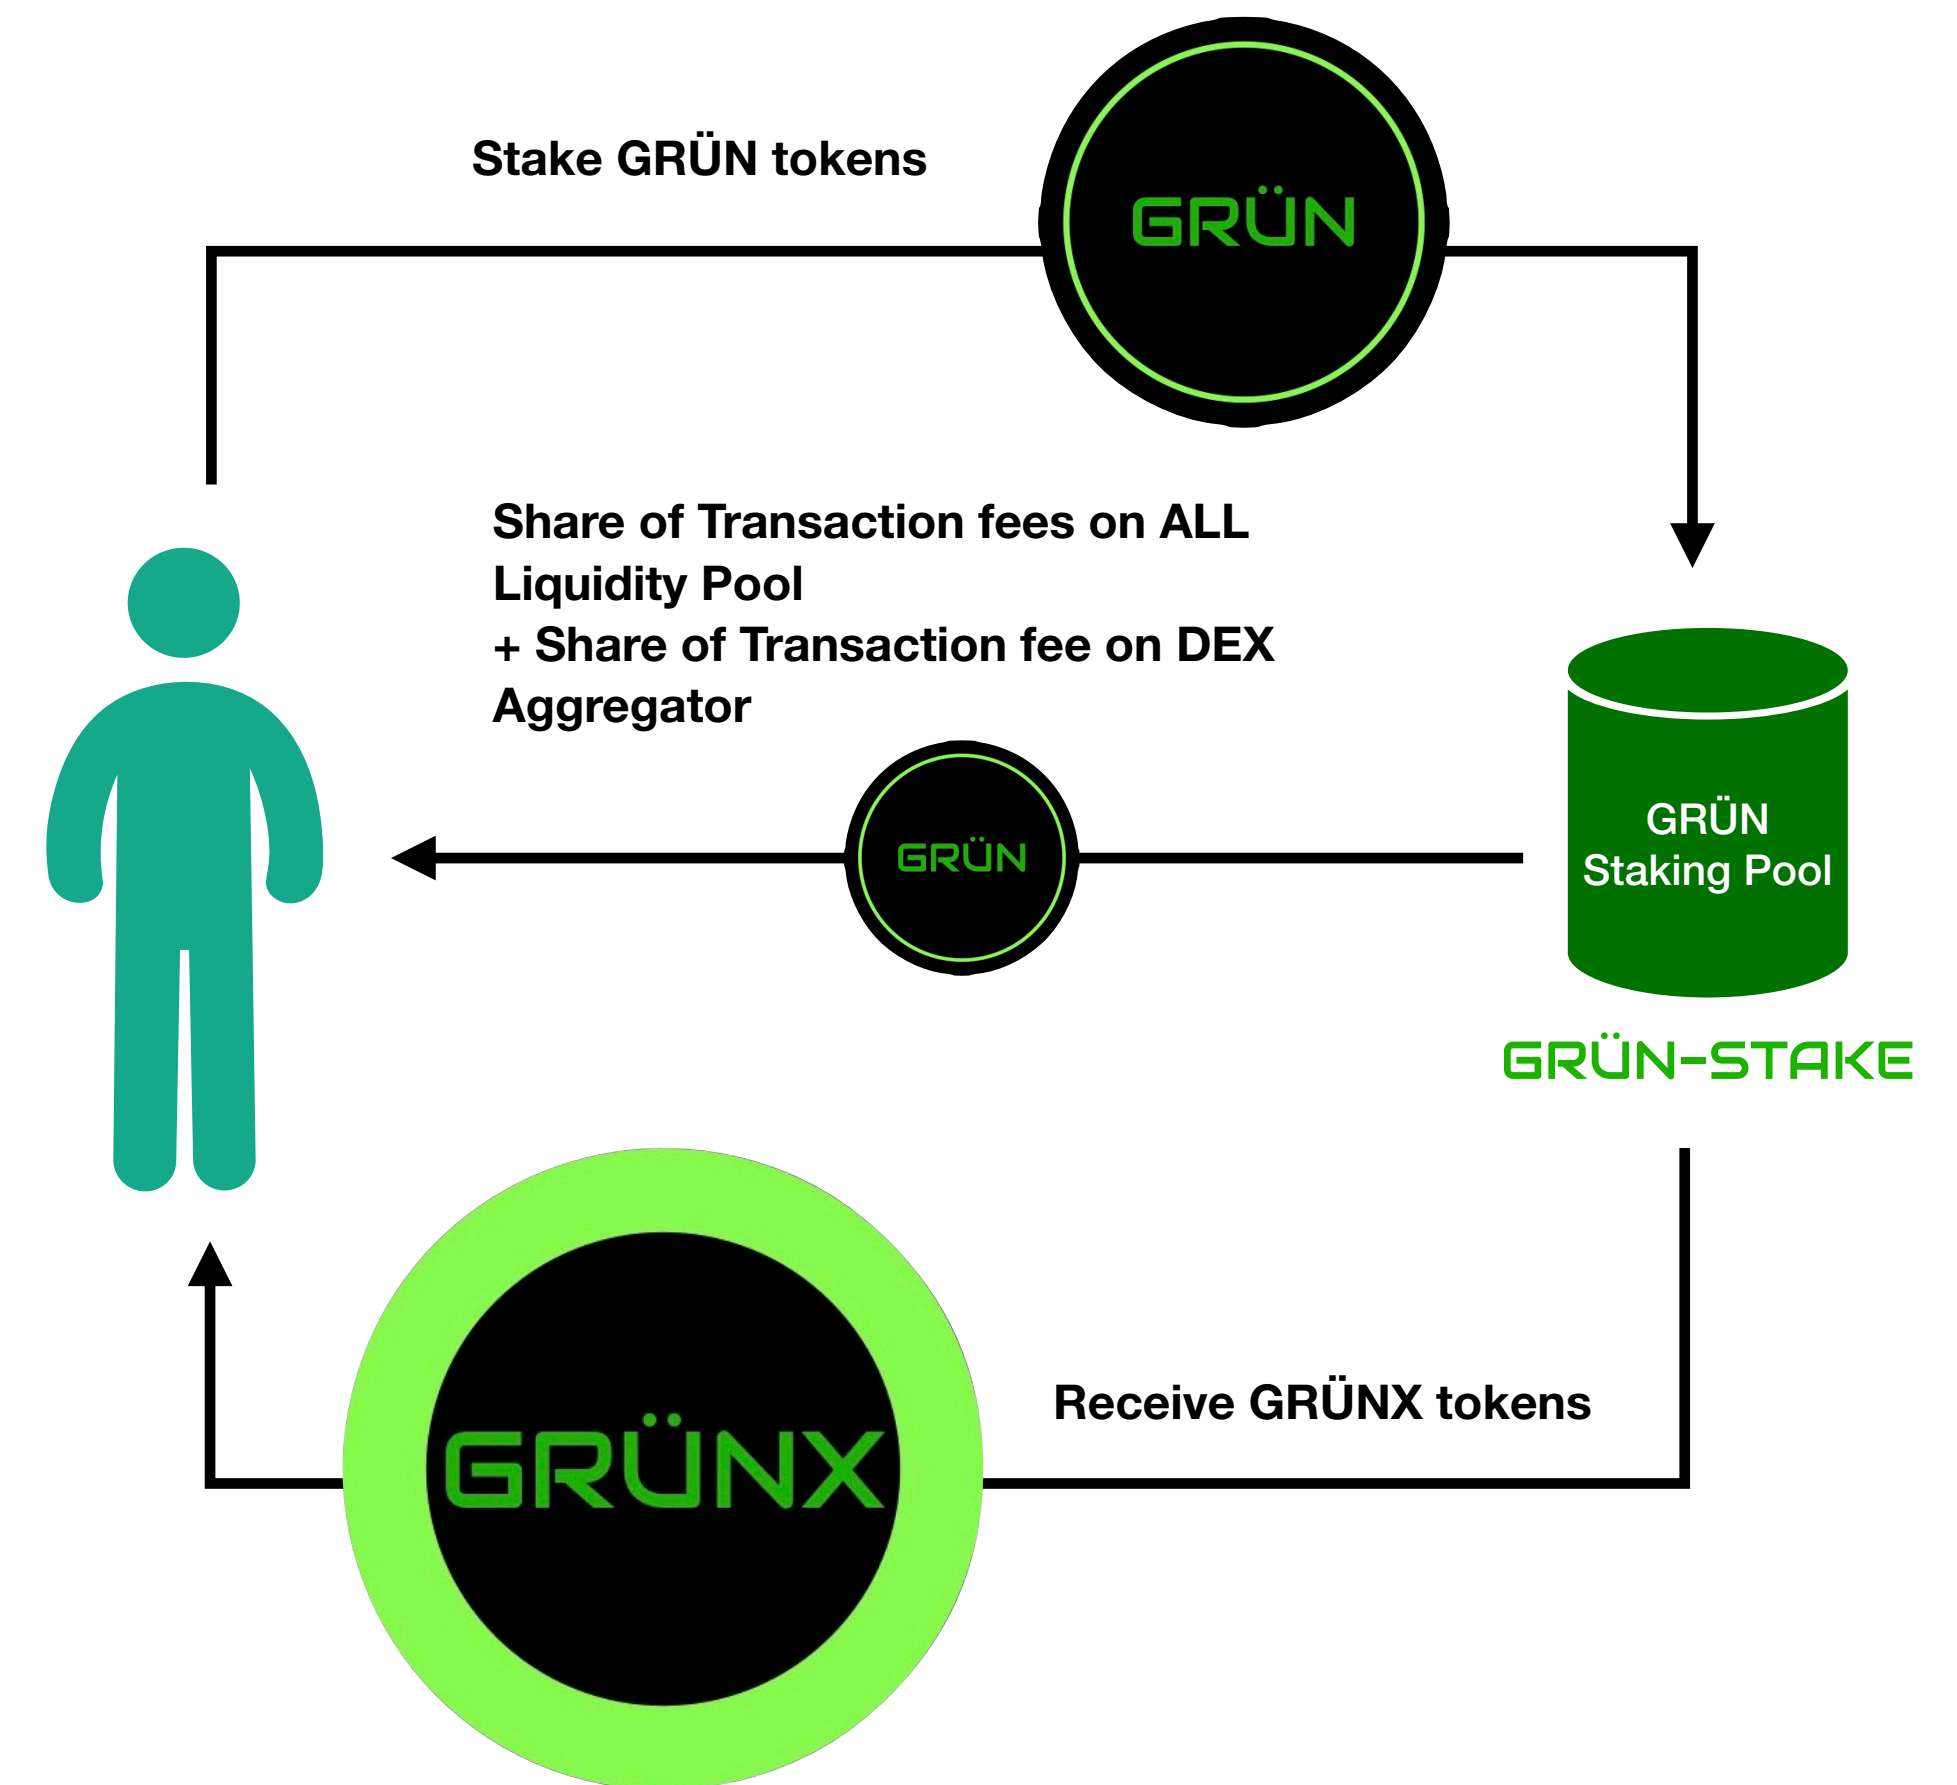 Stake GRÜN tokens
GRÜN
Share of Transaction fees on ALL
Liquidity Pool
+ Share of Transaction fee on DEX
Aggregator
GRÜN
GRÜN
Staking Pool
GRÜN-STAKE
GRÜNX
Receive GRÜNX tokens